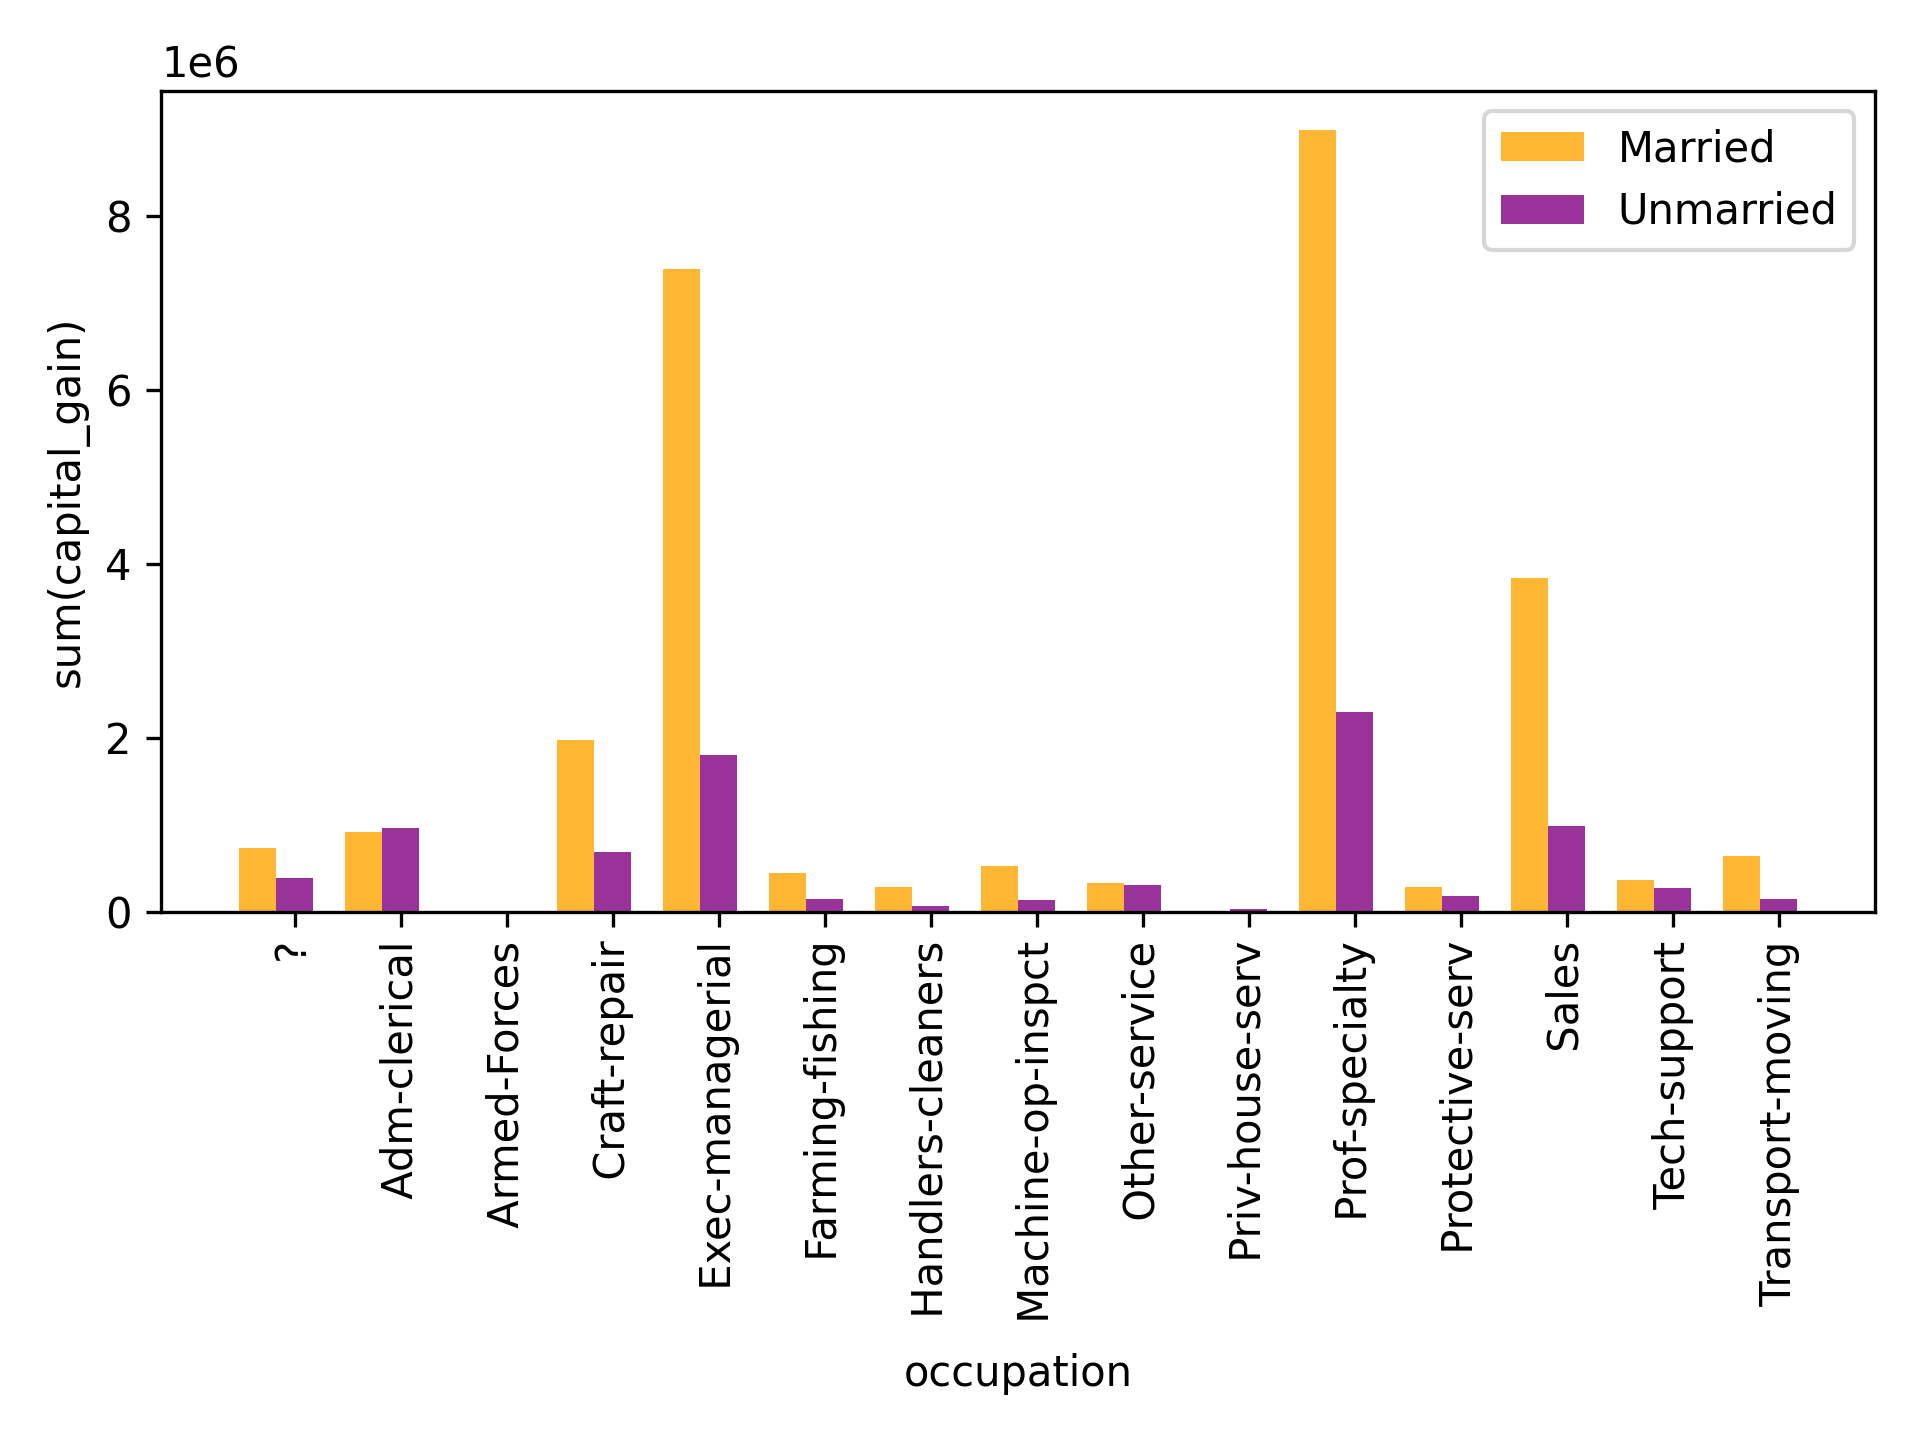 1e6
sum(capital_gain)
8
6
4
2
0
Married
Unmarried
?
Adm-clerical
Armed-Forces
Craft-repair
Exec-managerial
Farming-fishing
Handlers-cleaners
Machine-op-inspct
Other-service
Priv-house-serv
Prof-specialty
Protective-serv
Sales
Tech-support
Transport-moving
occupation